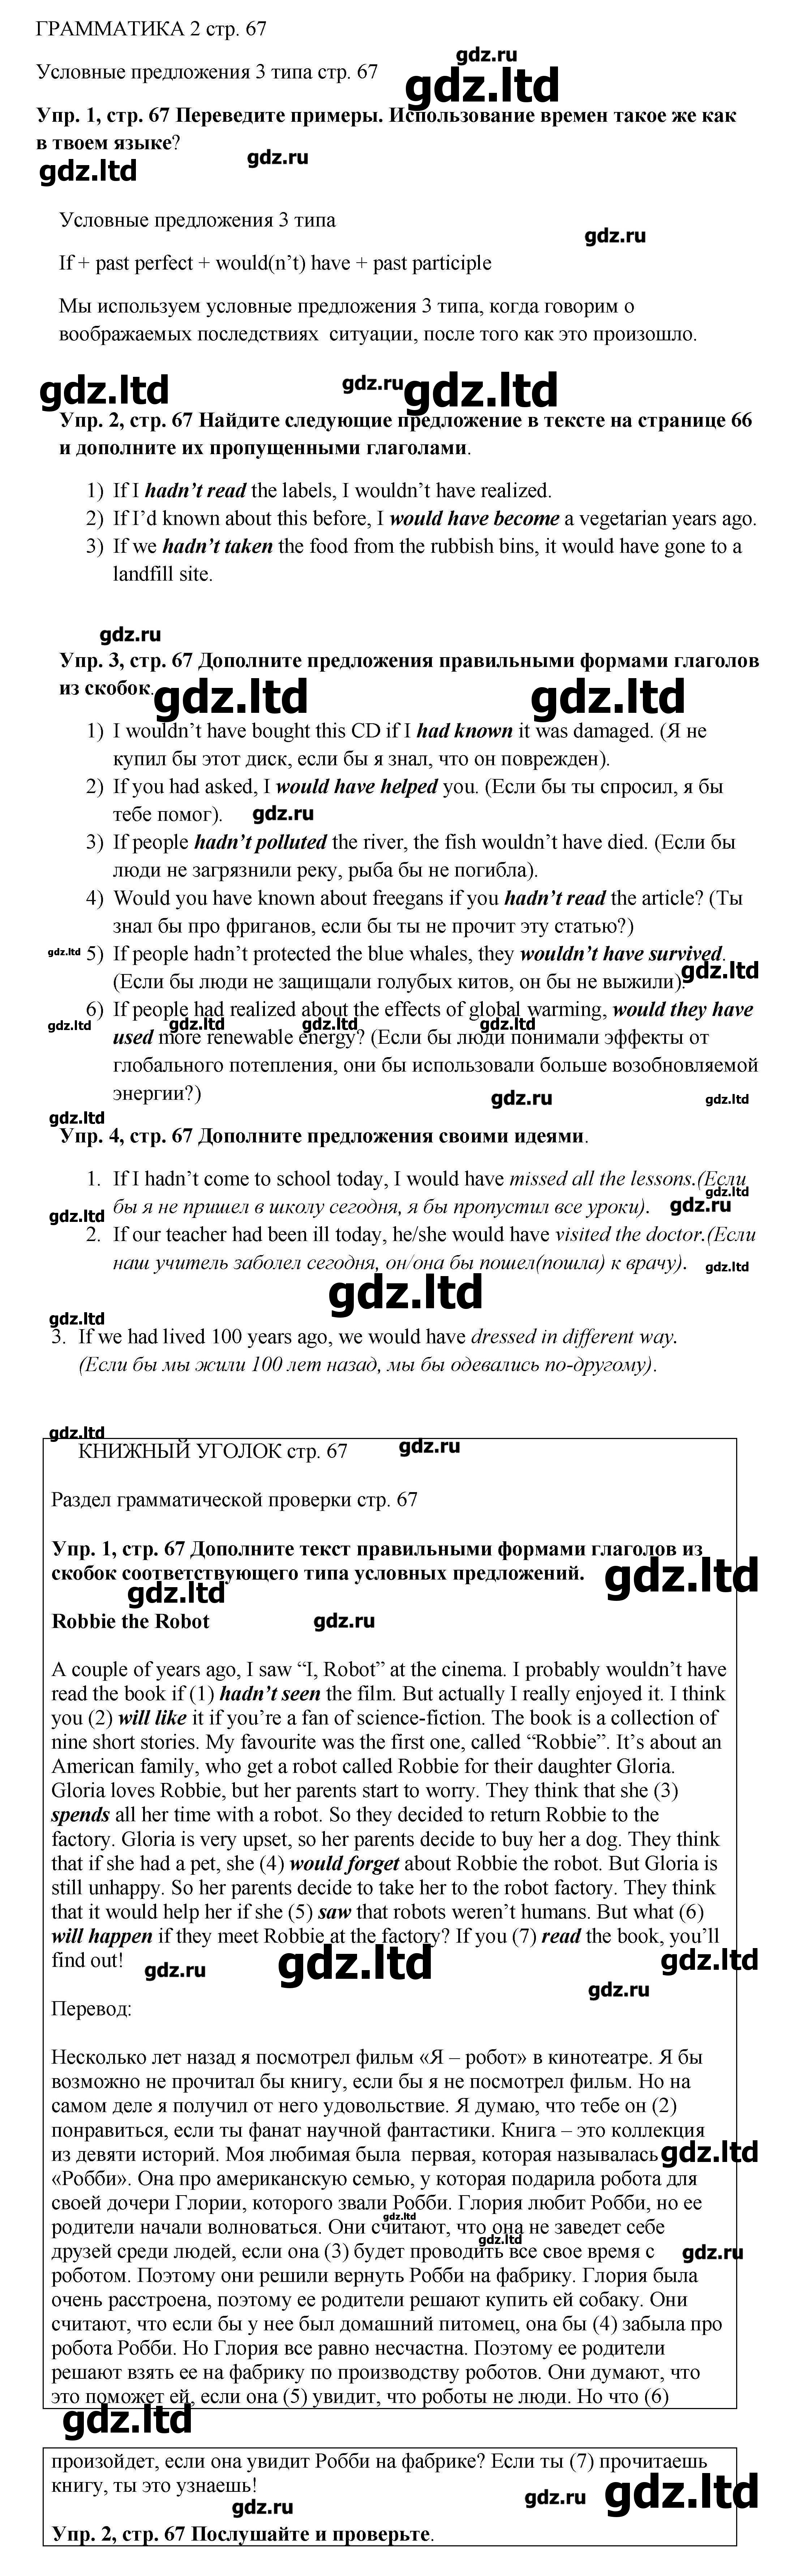 ГРАММАТИКА 2 стр. 67
gdz.ru
Условные предложения 3 типа стр. 67
gdz.ltd
Упр. 1, стр. 67 Переведите примеры. Использование времен такое же как
в твоем языке?
gdz.ru
gdz.ltd
Условные предложения 3 типа
gdz.ru
If + past perfect + would(n’t) have + past participle
Мы используем условные предложения 3 типа, когда говорим о
воображаемых последствиях ситуации, после того как это произошло.
gdz.ltd
gdz.ru
gdz.ltd
Упр. 2, стр. 67 Найдите следующие предложение в тексте на странице 66
и дополните их пропущенными глаголами.
1) If I hadn’t read the labels, I wouldn’t have realized.
2) If I’d known about this before, I would have become a vegetarian years ago.
3) If we hadn’t taken the food from the rubbish bins, it would have gone to a
landfill site.
gdz.ru
Упр. 3, стр. 67 Дополните предложения правильными формами глаголов
из скобок.
gdz.ltd
gdz.ltd
1) I wouldn’t have bought this CD if I had known it was damaged. (Я не
купил бы этот диск, если бы я знал, что он поврежден).
2) If you had asked, I would have helped you. (Если бы ты спросил, я бы
тебе помог).
gdz.ru
3) If people hadn’t polluted the river, the fish wouldn’t have died. (Если бы
люди не загрязнили реку, рыба бы не погибла).
4) Would you have known about freegans if you hadn’t read the article? (Ты
знал бы про фриганов, если бы ты не прочит эту статью?)
gdz.ltd
5) If people hadn’t protected the blue whales, they wouldn’t have survived.
(Если бы люди не защищали голубых китов, он бы не выжили).
gdz.ltd
6) If people had realized about the effects of global warming, would they have
gdz.ltd
gdz.ltd
gdz.ltd
gdz.ltd
used more renewable energy? (Если бы люди понимали эффекты от
глобального потепления, они бы использовали больше возобновляемой
энергии?)
gdz.ru
gdz.ltd
gdz.ltd
Упр. 4, стр. 67 Дополните предложения своими идеями.
1. If I hadn’t come to school today, I would have missed all the lessons.(Если
gdz.ltd
бы я не пришел в школу сегодня, я бы пропустил все уроки).
gdz.ru
gdz.ltd
2. If our teacher had been ill today, he/she would have visited the doctor.(Если
наш учитель заболел сегодня, он/она бы пошел(пошла) к врачу).
gdz.ltd
gdz.ltd
gdz.ltd
3. If we had lived 100 years ago, we would have dressed in different way.
(Если бы мы жили 100 лет назад, мы бы одевались по-другому).
gdz.ltd
КНИЖНЫЙ УГОЛОК стр. 67
gdz.ru
Раздел грамматической проверки стр. 67
Упр. 1, стр. 67 Дополните текст правильными формами глаголов из
скобок соответствующего типа условных предложений.
gdz.ltd
gdz.ltd
Robbie the Robot
gdz.ru
A couple of years ago, I saw “I, Robot” at the cinema. I probably wouldn’t have
read the book if (1) hadn’t seen the film. But actually I really enjoyed it. I think
you (2) will like it if you’re a fan of science-fiction. The book is a collection of
nine short stories. My favourite was the first one, called “Robbie”. It’s about an
American family, who get a robot called Robbie for their daughter Gloria.
Gloria loves Robbie, but her parents start to worry. They think that she (3)
spends all her time with a robot. So they decided to return Robbie to the
factory. Gloria is very upset, so her parents decide to buy her a dog. They think
that if she had a pet, she (4) would forget about Robbie the robot. But Gloria is
still unhappy. So her parents decide to take her to the robot factory. They think
that it would help her if she (5) saw that robots weren’t humans. But what (6)
will happen if they meet Robbie at the factory? If you (7) read the book, you’ll
find out!
gdz.ru
gdz.ltd
gdz.ltd
gdz.ru
Перевод:
Несколько лет назад я посмотрел фильм «Я – робот» в кинотеатре. Я бы
возможно не прочитал бы книгу, если бы я не посмотрел фильм. Но на
самом деле я получил от него удовольствие. Я думаю, что тебе он (2)
понравиться, если ты фанат научной фантастики. Книга – это коллекция
из девяти историй. Моя любимая была первая, которая называлась
gdz.ltd
«Робби». Она про американскую семью, у которая подарила робота для
своей дочери Глории, которого звали Робби. Глория любит Робби, но ее
gdz.ltd
родители начали волноваться. Они считают, что она не заведет себе
gdz.ltd
друзей среди людей, если она (3) будет проводить все свое время с
gdz.ru
роботом. Поэтому они решили вернуть Робби на фабрику. Глория была
очень расстроена, поэтому ее родители решают купить ей собаку. Они
считают, что если бы у нее был домашний питомец, она бы (4) забыла про
робота Робби. Но Глория все равно несчастна. Поэтому ее родители
решают взять ее на фабрику по производству роботов. Они думают, что
это поможет ей, если она (5) увидит, что роботы не люди. Но что (6)
gdz.ltd
произойдет, если она увидит Робби на фабрике? Если ты (7) прочитаешь
книгу, ты это узнаешь!
gdz.ltd
gdz.ru
gdz.ru
Упр. 2, стр. 67 Послушайте и проверьте.